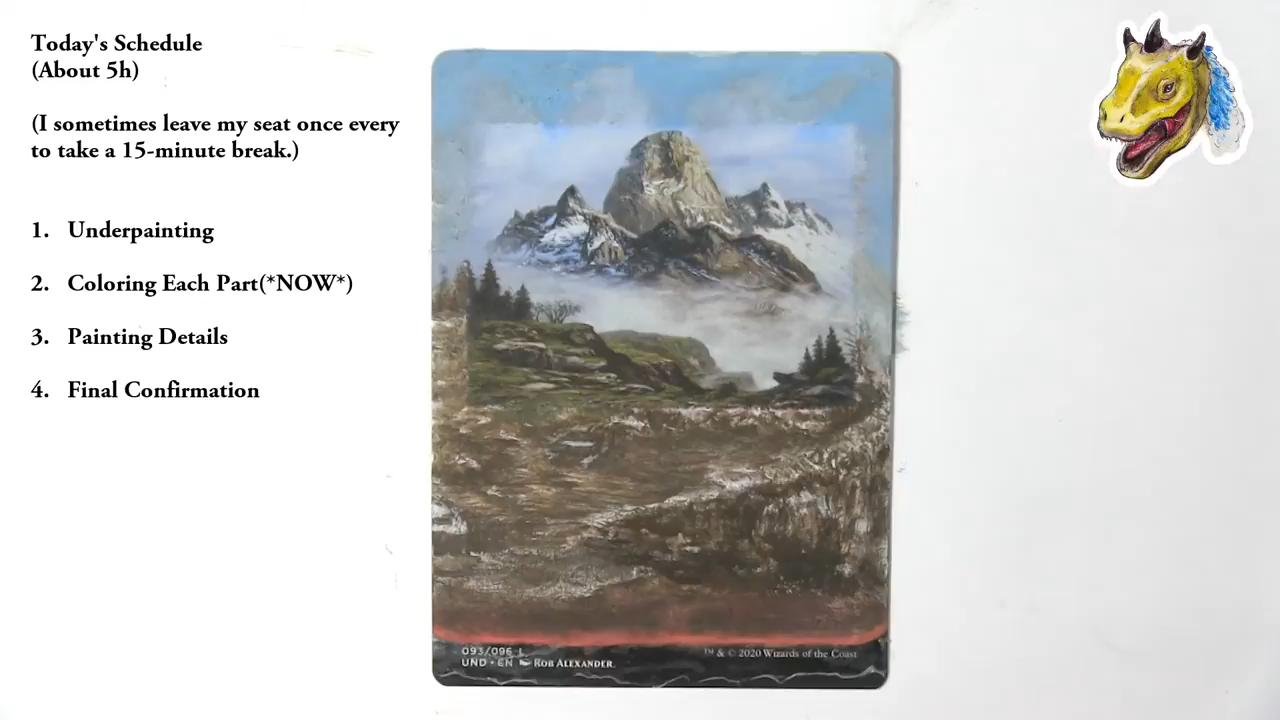 Today's Schedule
(About 5h)
(I sometimes leave my seat once every
to take a 15-minute break.)
1. Underpainting
2. Coloring Each Part(*NOW*)
3. Painting Details
4. Final Confirmation
093/096 L
UND • EN Rob Alexander
™ & © 2020 Wizards of the Coast